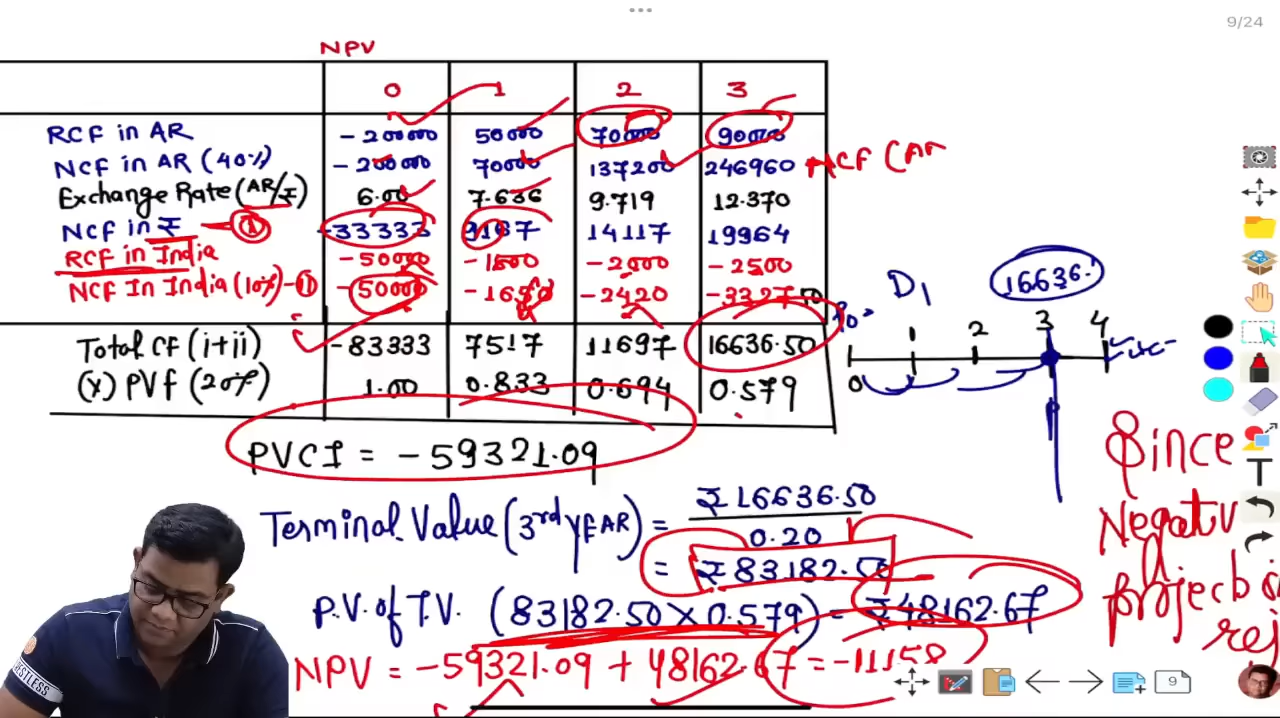 9/24
NPV
0 1 2 3
RCF in AR -200000 50000 70000 90000
NCF in AR (40%) -200000 70000 137200 246960 NCF (AR
Exchange Rate (AR/₹) 6.00 7.636 9.719 12.370
NCF in ₹ ① -33333 9167 14117 19964
RCF in India -50000 -1500 -2000 -2500
NCF In India (10%) - -50000 -1650 -2420 -3327.50
Total CF (i+ii) -83333 7517 11697 16636.50
(x) PVf (20%) 1.00 0.833 0.694 0.579
16636.
D1
1 2 3 4
0
PVCI = -59321.09
Since
Terminal Value (3rd YEAR) = ₹16636.50
0.20
Negativ
= ₹83182.50
P.V. of T.V. (83182.50 x 0.579) = ₹48162.67
project
rej
NPV = -59321.09 + 48162.67 = -11158
9